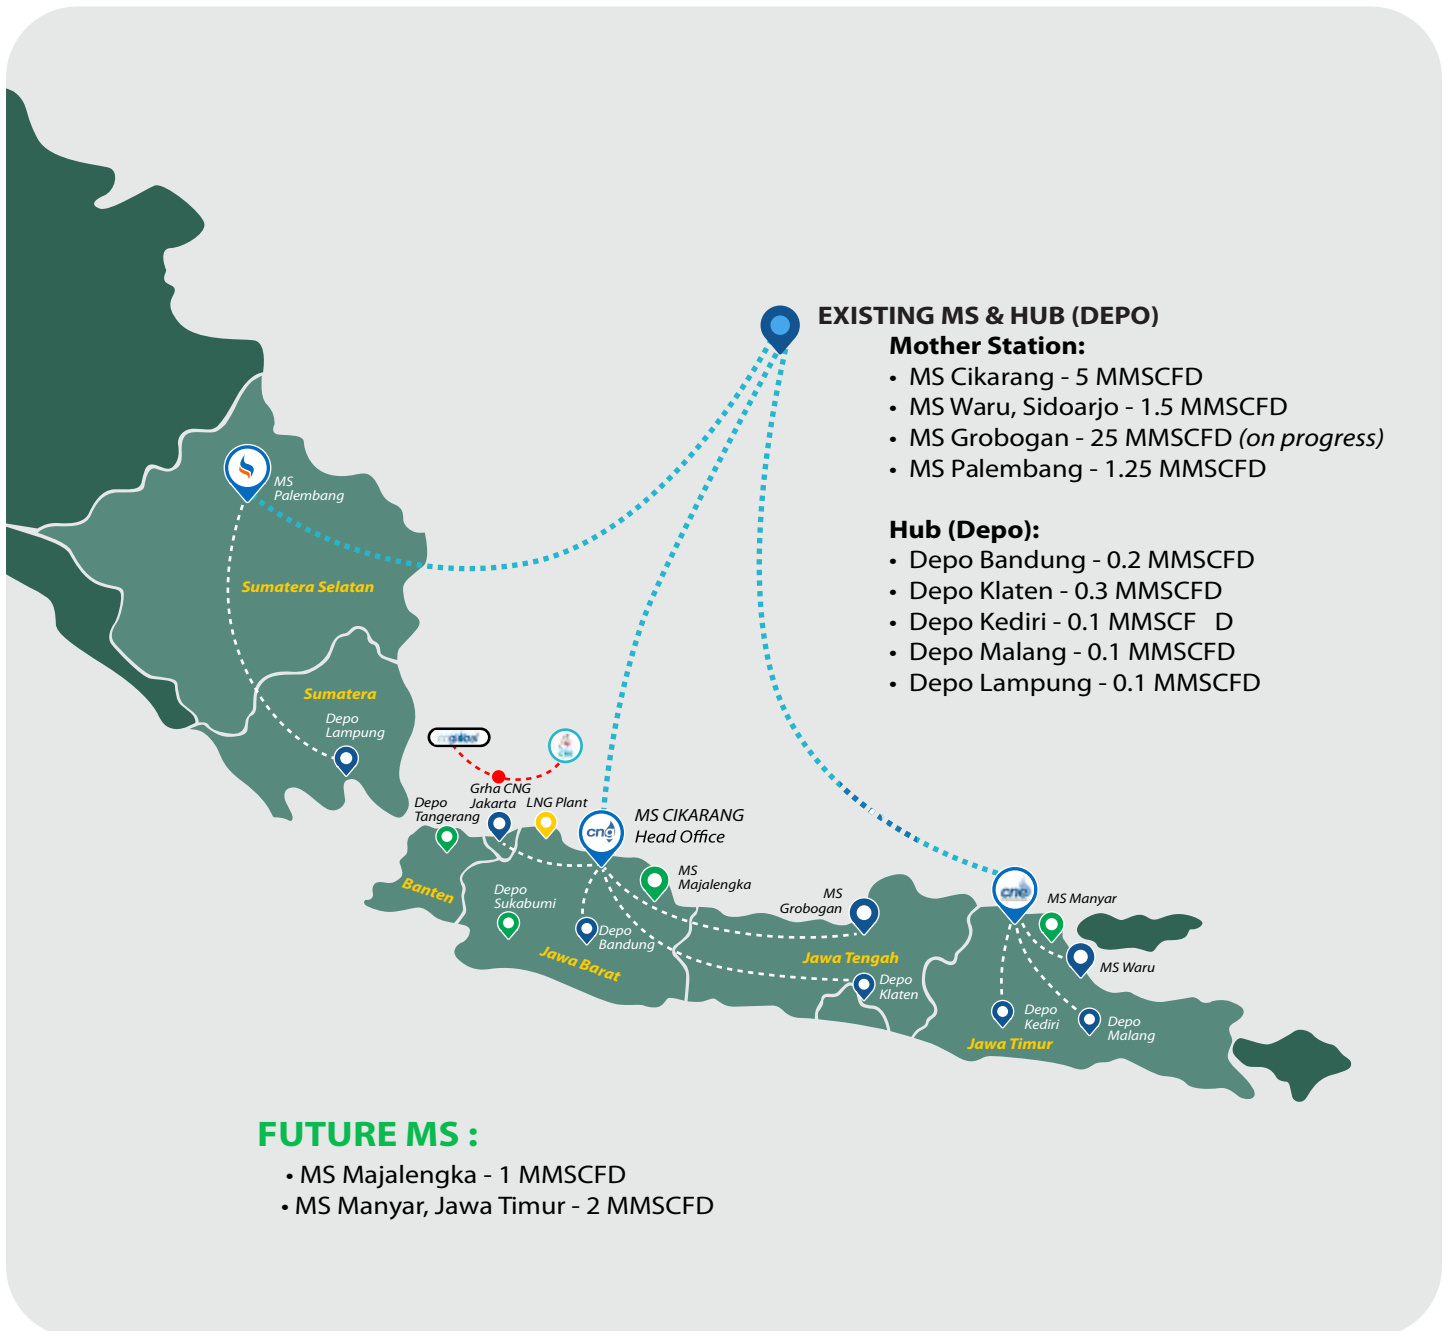 EXISTING MS & HUB (DEPO)
Mother Station:
• MS Cikarang - 5 MMSCFD
• MS Waru, Sidoarjo - 1.5 MMSCFD
• MS Grobogan - 25 MMSCFD (on progress)
• MS Palembang - 1.25 MMSCFD
Hub (Depo):
• Depo Bandung - 0.2 MMSCFD
• Depo Klaten - 0.3 MMSCFD
• Depo Kediri - 0.1 MMSCF D
• Depo Malang - 0.1 MMSCFD
• Depo Lampung - 0.1 MMSCFD
MS
Palembang
Sumatera Selatan
Sumatera
Depo
Lampung
Grha CNG
Jakarta
LNG Plant
Depo
Tangerang
cng
MS CIKARANG
Head Office
MS
Majalengka
Banten
Depo
Sukabumi
Depo
Bandung
Jawa Barat
MS
Grobogan
Jawa Tengah
Depo
Klaten
MS Manyar
MS Waru
Depo
Kediri
Depo
Malang
Jawa Timur
FUTURE MS :
• MS Majalengka - 1 MMSCFD
• MS Manyar, Jawa Timur - 2 MMSCFD